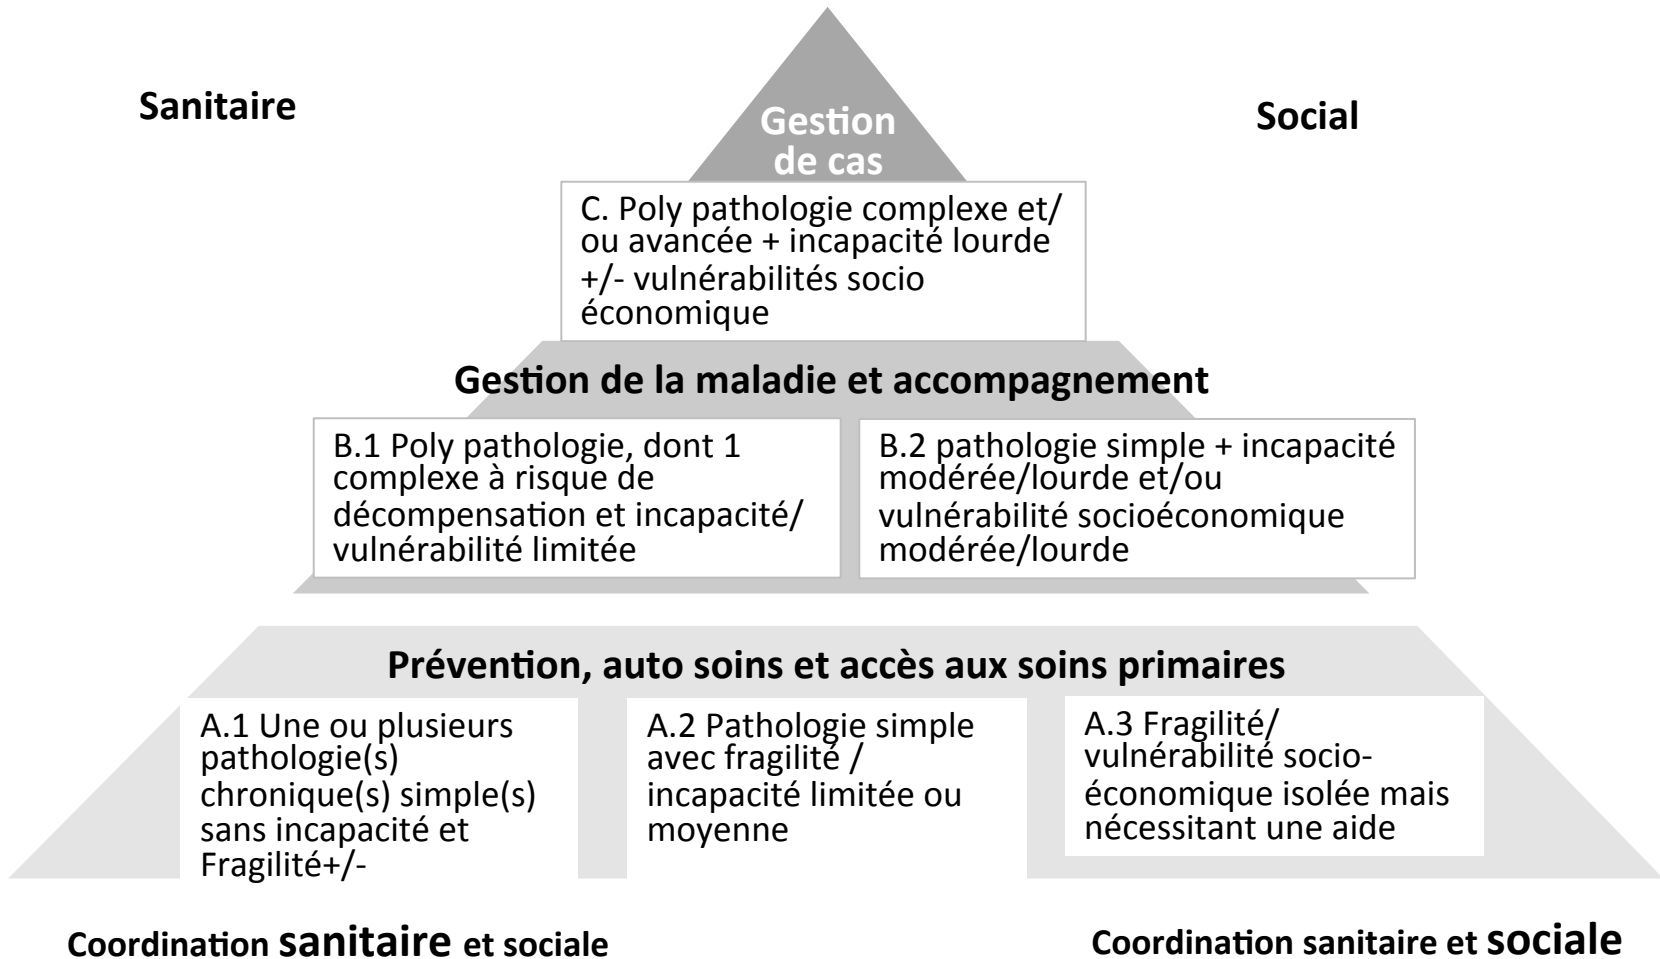 Sanitaire
Social
Gestion
de cas
C. Poly pathologie complexe et/
ou avancée + incapacité lourde
+/- vulnérabilités socio
économique
Gestion de la maladie et accompagnement
B.1 Poly pathologie, dont 1
complexe à risque de
décompensation et incapacité/
vulnérabilité limitée
B.2 pathologie simple + incapacité
modérée/lourde et/ou
vulnérabilité socioéconomique
modérée/lourde
Prévention, auto soins et accès aux soins primaires
A.1 Une ou plusieurs
pathologie(s)
chronique(s) simple(s)
sans incapacité et
Fragilité+/-
A.2 Pathologie simple
avec fragilité /
incapacité limitée ou
moyenne
A.3 Fragilité/
vulnérabilité socio-
économique isolée mais
nécessitant une aide
Coordination sanitaire et sociale
Coordination sanitaire et sociale